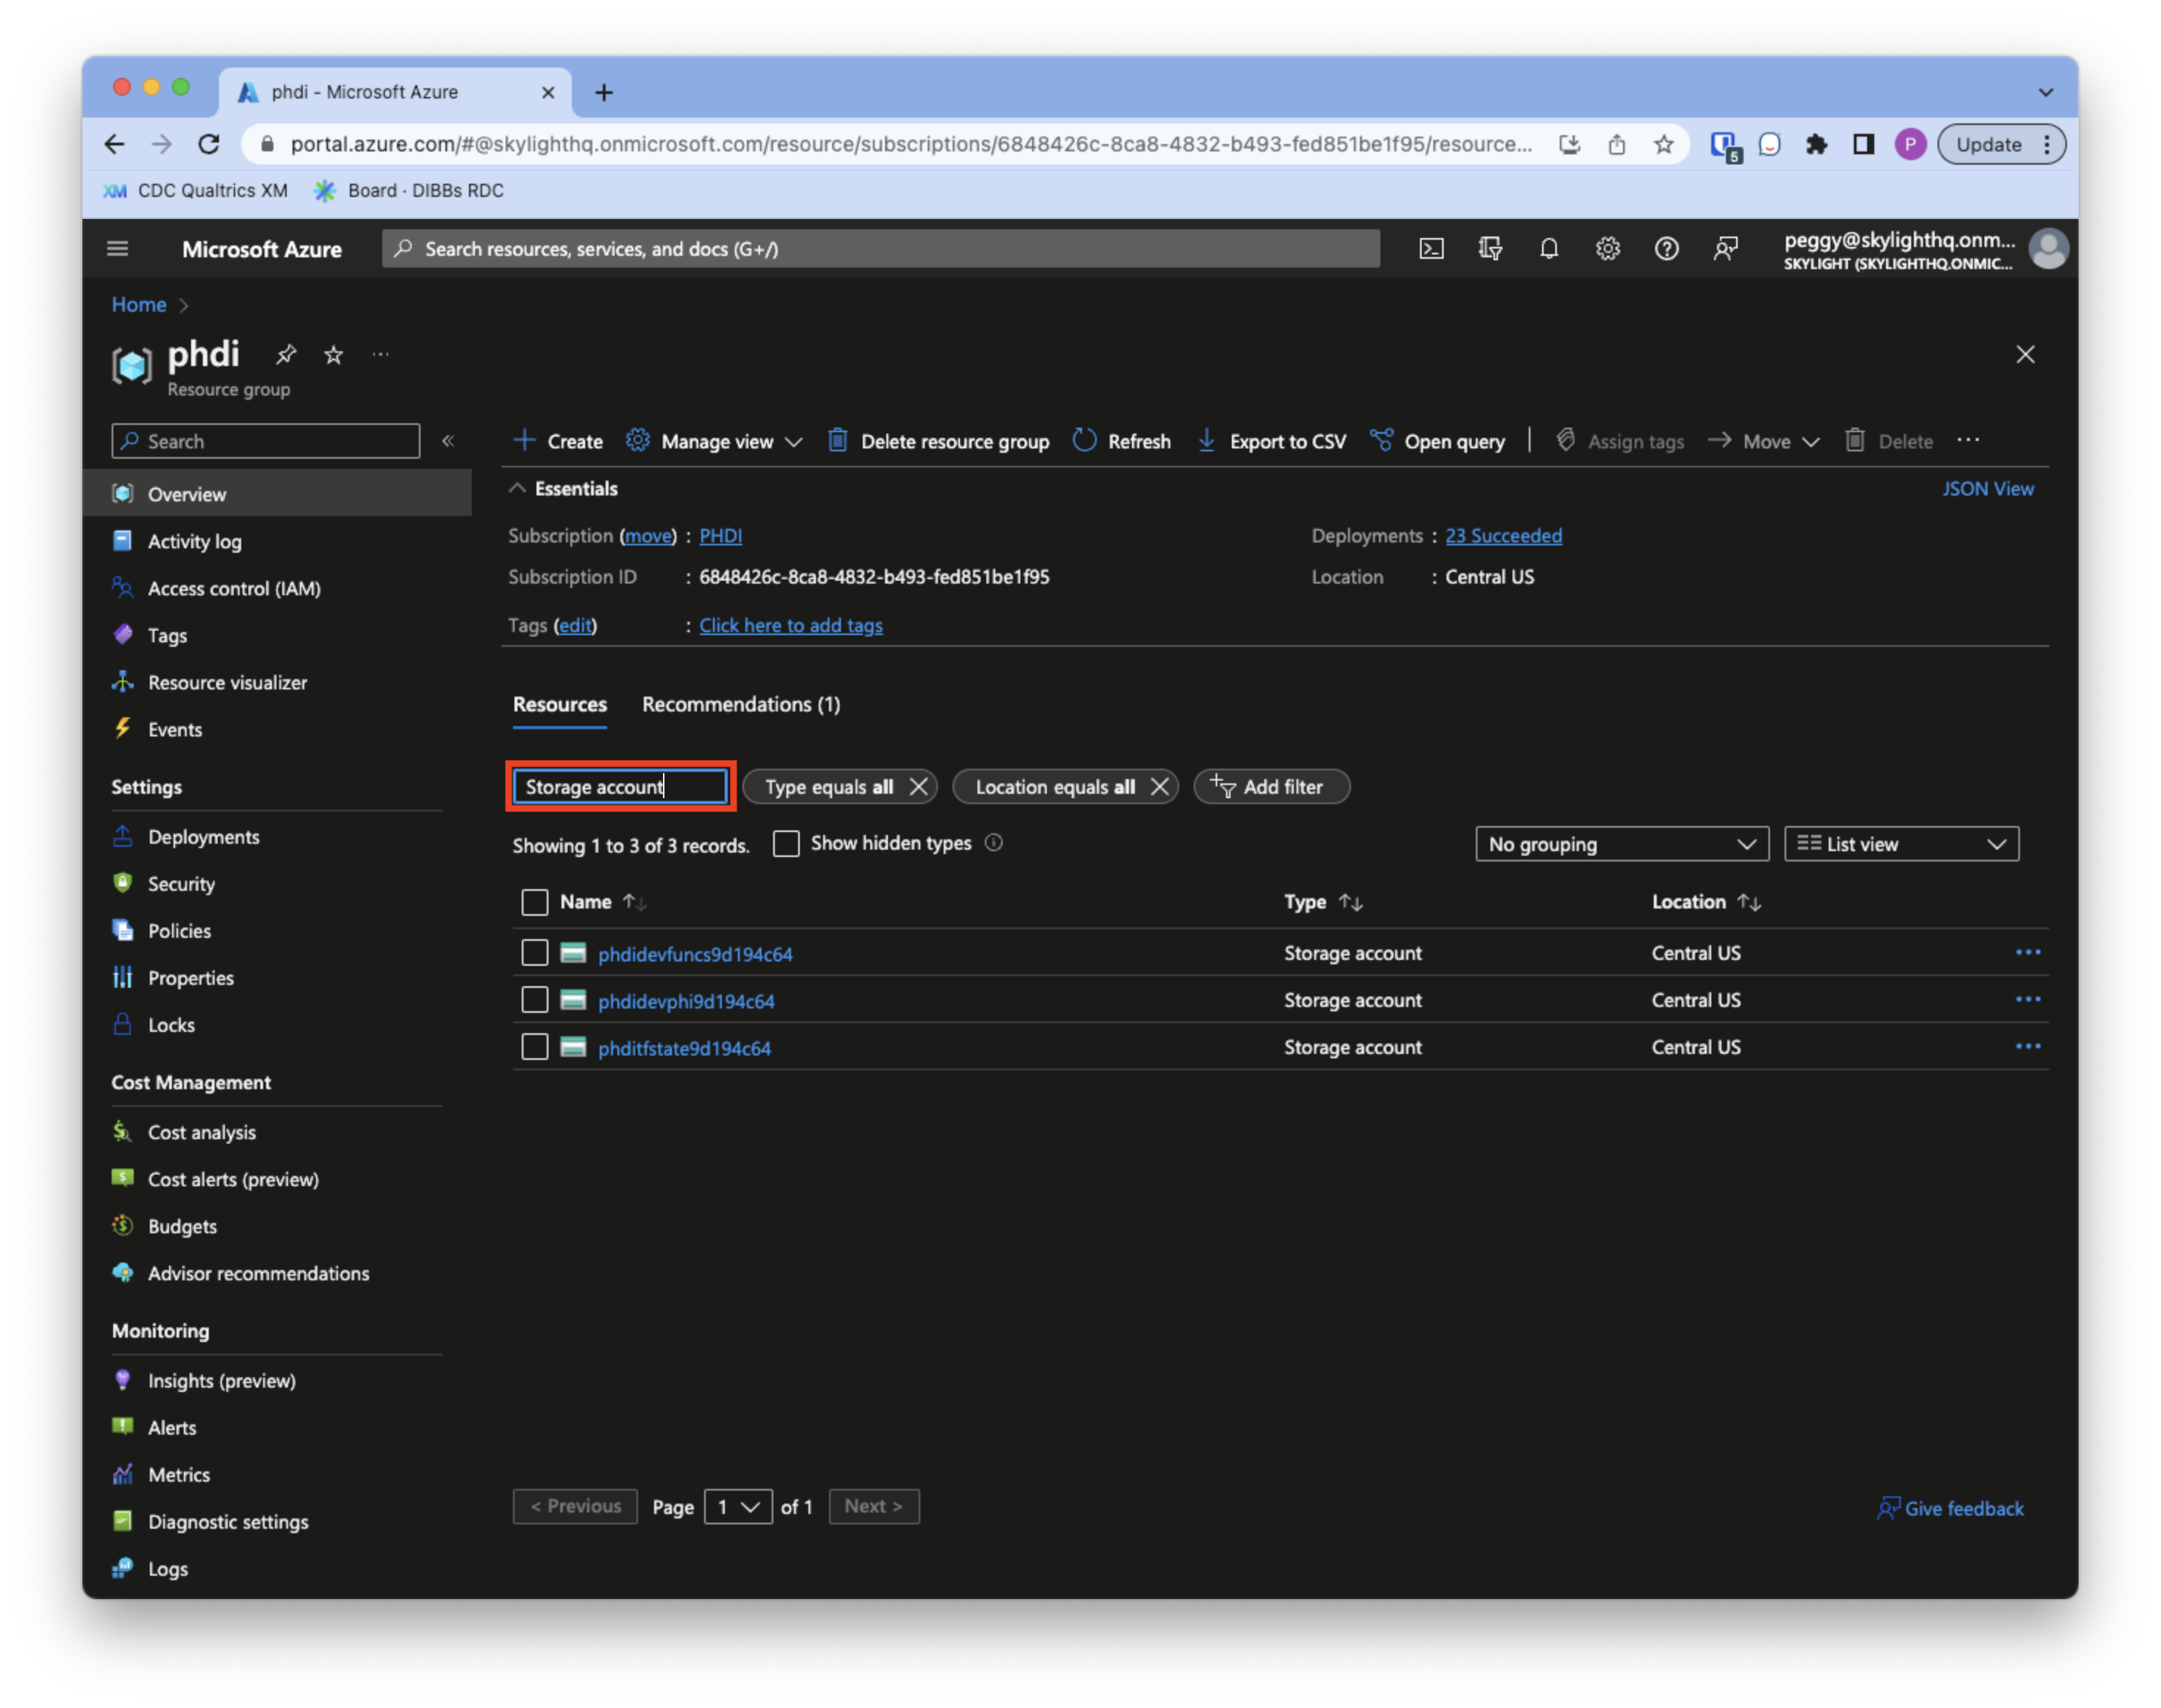 phdi - Microsoft Azure
portal.azure.com/#@skylighthq.onmicrosoft.com/resource/subscriptions/6848426c-8ca8-4832-b493-fed851be1f95/resource...
5
P
Update
XM CDC Qualtrics XM
Board · DIBBs RDC
Microsoft Azure
Search resources, services, and docs (G+/)
peggy@skylighthq.onm...
SKYLIGHT (SKYLIGHTHQ.ONMIC...
Home
phdi
Resource group
Search
Create
Manage view
Delete resource group
Refresh
Export to CSV
Open query
Assign tags
Move
Delete
Overview
Activity log
Access control (IAM)
Tags
Resource visualizer
Events
Settings
Deployments
Security
Policies
Properties
Locks
Cost Management
Cost analysis
Cost alerts (preview)
Budgets
Advisor recommendations
Monitoring
Insights (preview)
Alerts
Metrics
Diagnostic settings
Logs
Essentials
JSON View
Subscription (move) : PHDI
Deployments : 23 Succeeded
Subscription ID : 6848426c-8ca8-4832-b493-fed851be1f95
Location : Central US
Tags (edit) : Click here to add tags
Resources
Recommendations (1)
Storage account
Type equals all
Location equals all
Add filter
Showing 1 to 3 of 3 records.
Show hidden types
No grouping
List view
Name Type Location
phdidevfuncs9d194c64 Storage account Central US
phdidevphi9d194c64 Storage account Central US
phditfstate9d194c64 Storage account Central US
< Previous Page 1 of 1 Next >
Give feedback